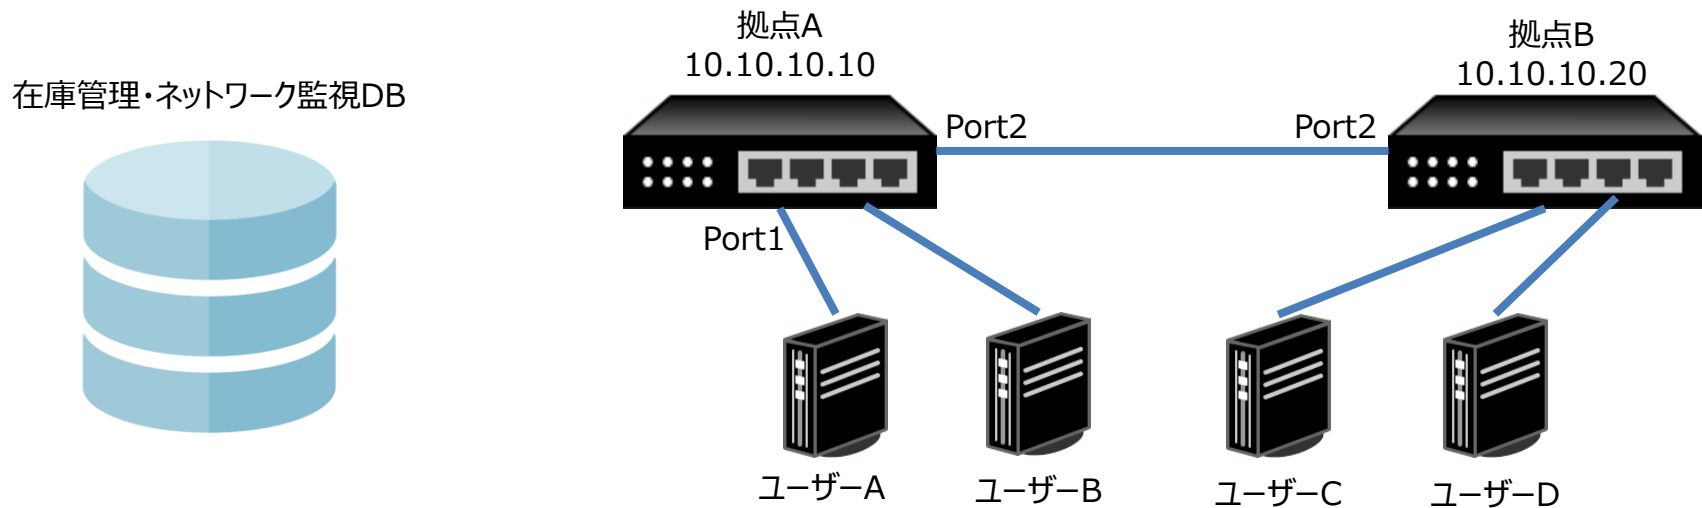 在庫管理・ネットワーク監視DB
拠点A
10.10.10.10
拠点B
10.10.10.20
Port2
Port2
Port1
ユーザーA
ユーザーB
ユーザーC
ユーザーD